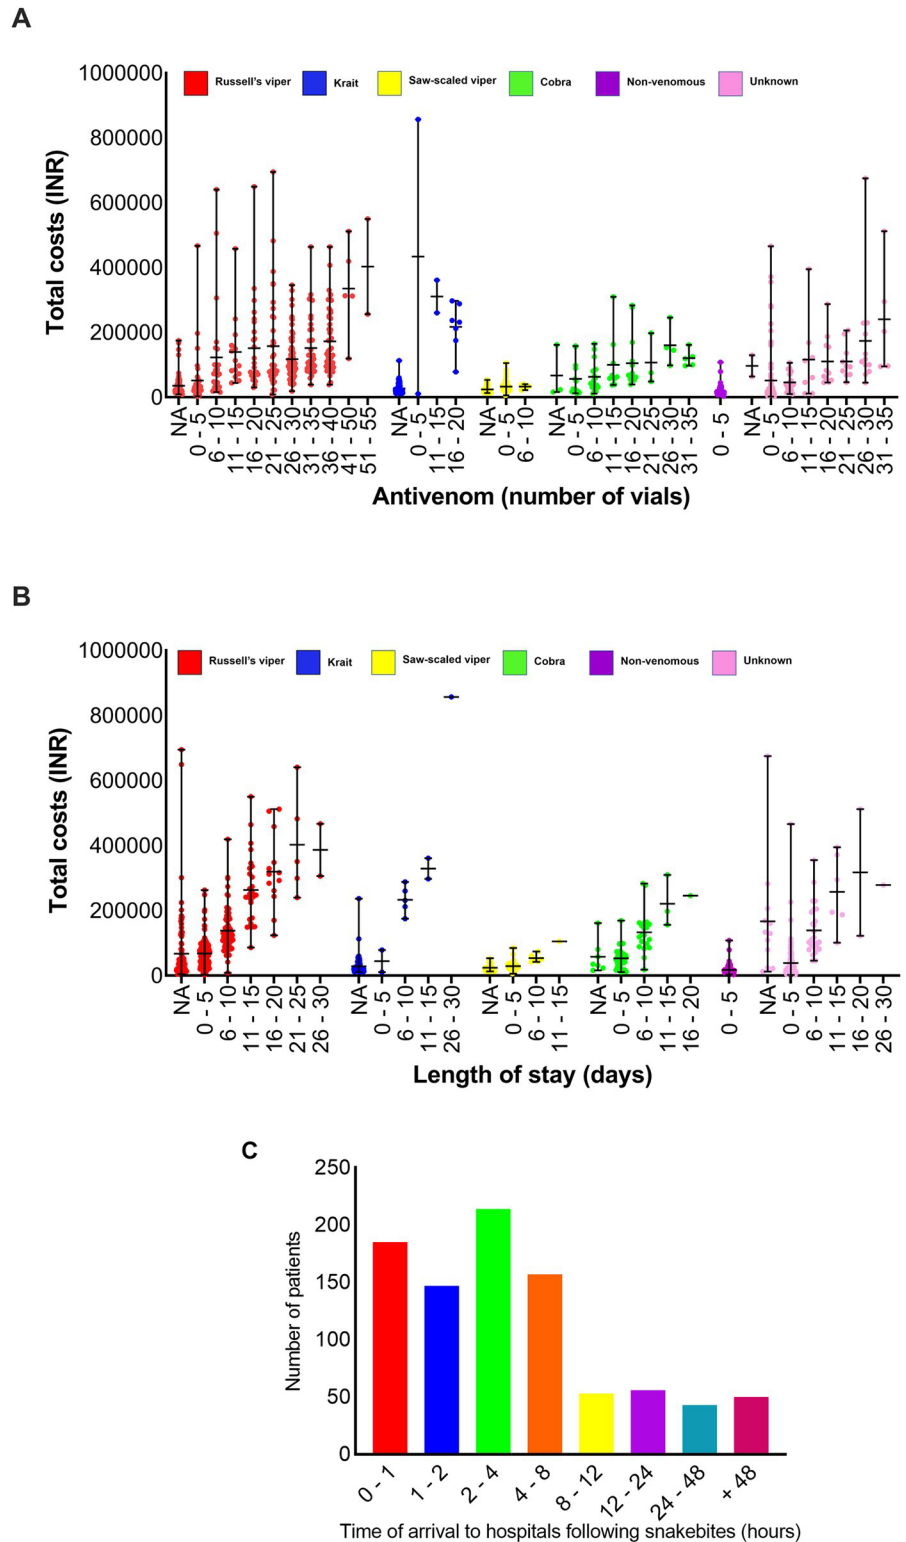 A
1000000
800000
600000
400000
200000
0
Total costs (INR)
Russell's viper
Krait
Saw-scaled viper
Cobra
Non-venomous
Unknown
NA
0 - 5
6 - 10
11 - 15
16 - 20
21 - 25
26 - 30
31 - 35
36 - 40
41 - 50
51 - 55
NA
0 - 5
11 - 15
16 - 20
NA
0 - 5
6 - 10
NA
0 - 5
6 - 10
11 - 15
16 - 20
21 - 25
26 - 30
31 - 35
0 - 5
NA
0 - 5
6 - 10
11 - 15
16 - 20
21 - 25
26 - 30
31 - 35
Antivenom (number of vials)
B
1000000
800000
600000
400000
200000
0
Total costs (INR)
Russell's viper
Krait
Saw-scaled viper
Cobra
Non-venomous
Unknown
NA
0 - 5
6 - 10
11 - 15
16 - 20
21 - 25
26 - 30
NA
0 - 5
6 - 10
11 - 15
26 - 30
NA
0 - 5
6 - 10
11 - 15
NA
0 - 5
6 - 10
11 - 15
16 - 20
0 - 5
NA
0 - 5
6 - 10
11 - 15
16 - 20
26 - 30
Length of stay (days)
C
250
200
150
100
50
0
Number of patients
0 - 1
1 - 2
2 - 4
4 - 8
8 - 12
12 - 24
24 - 48
+ 48
Time of arrival to hospitals following snakebites (hours)